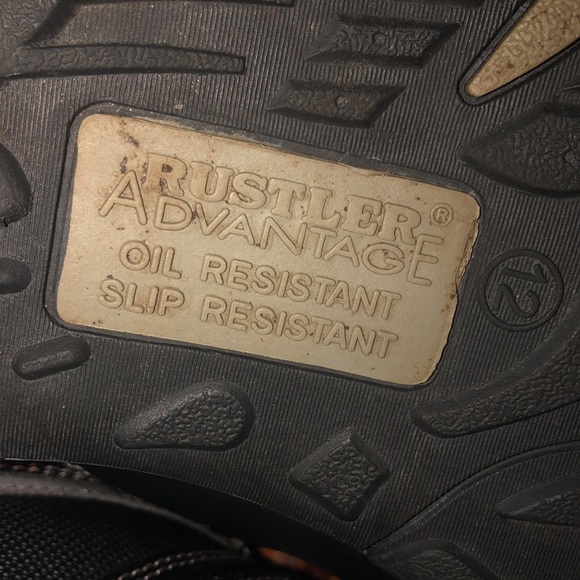 RUSTLER®
ADVANTAGE
OIL RESISTANT
SLIP RESISTANT
12